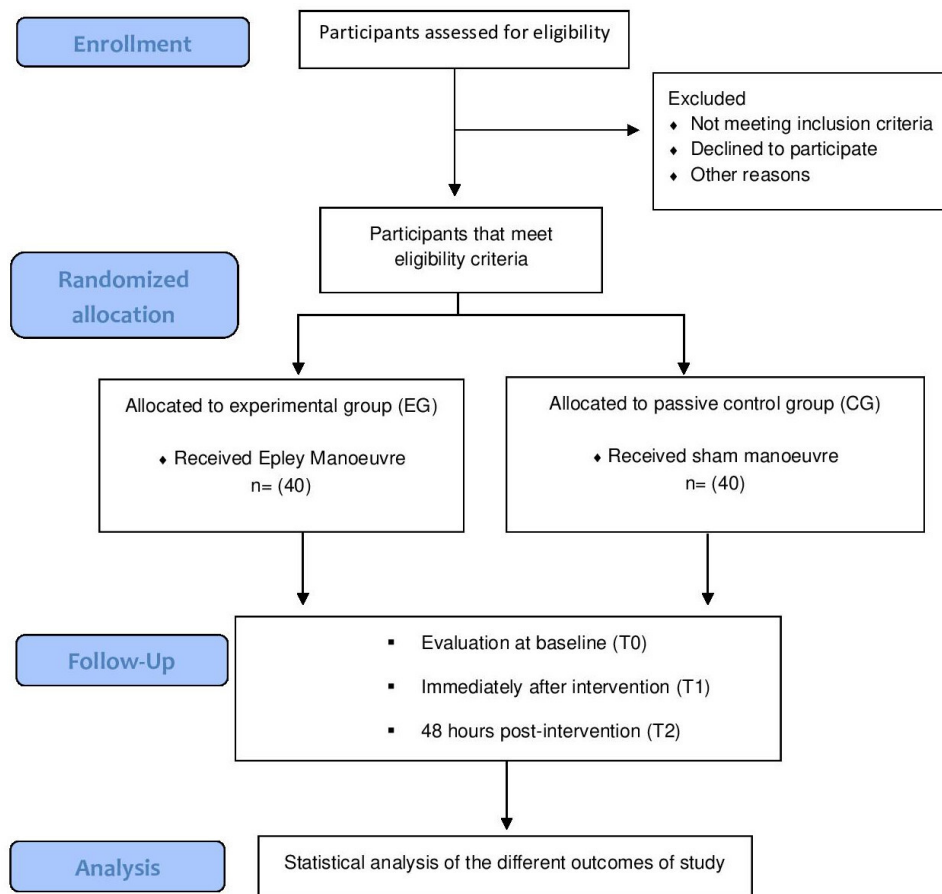 Enrollment
Participants assessed for eligibility
Excluded
♦ Not meeting inclusion criteria
♦ Declined to participate
♦ Other reasons
Participants that meet
eligibility criteria
Randomized
allocation
Allocated to experimental group (EG)
♦ Received Epley Manoeuvre
n= (40)
Allocated to passive control group (CG)
♦ Received sham manoeuvre
n= (40)
Follow-Up
▪ Evaluation at baseline (T0)
▪ Immediately after intervention (T1)
▪ 48 hours post-intervention (T2)
Analysis
Statistical analysis of the different outcomes of study